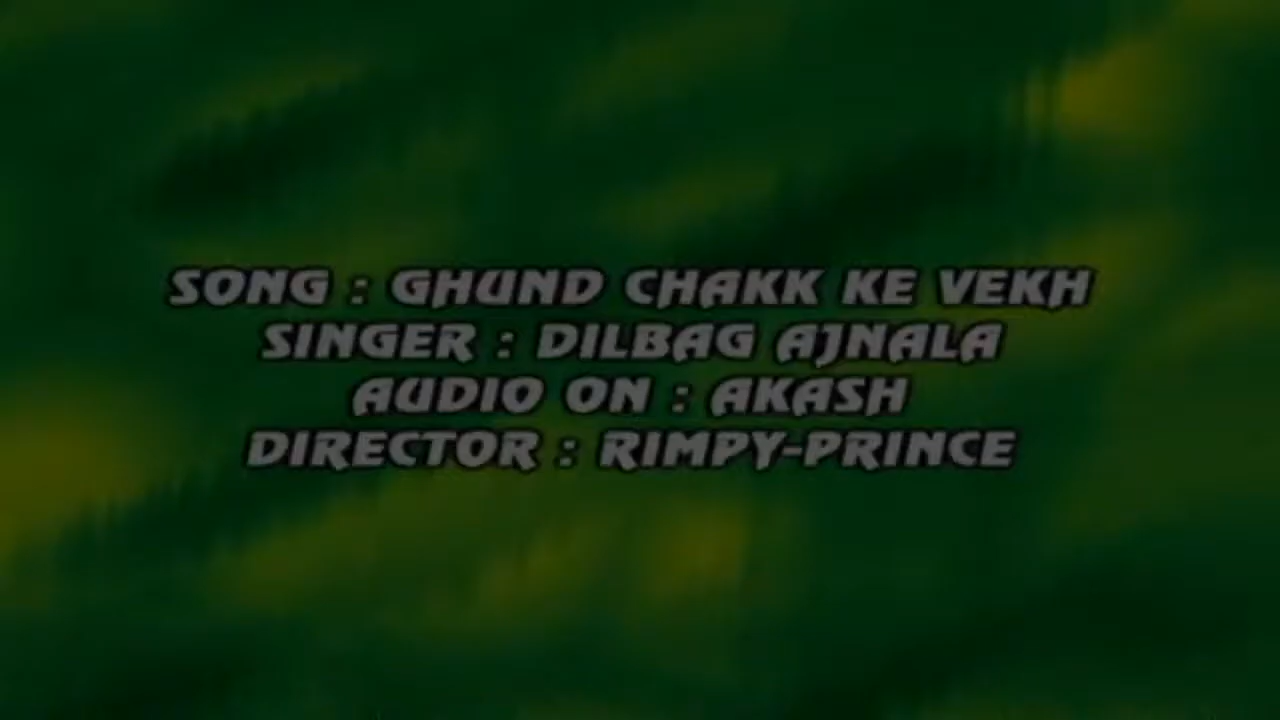 SONG : GHUND CHAKK KE VEKH
SINGER : DILBAG AJNALA
AUDIO ON : AKASH
DIRECTOR : RIMPY-PRINCE